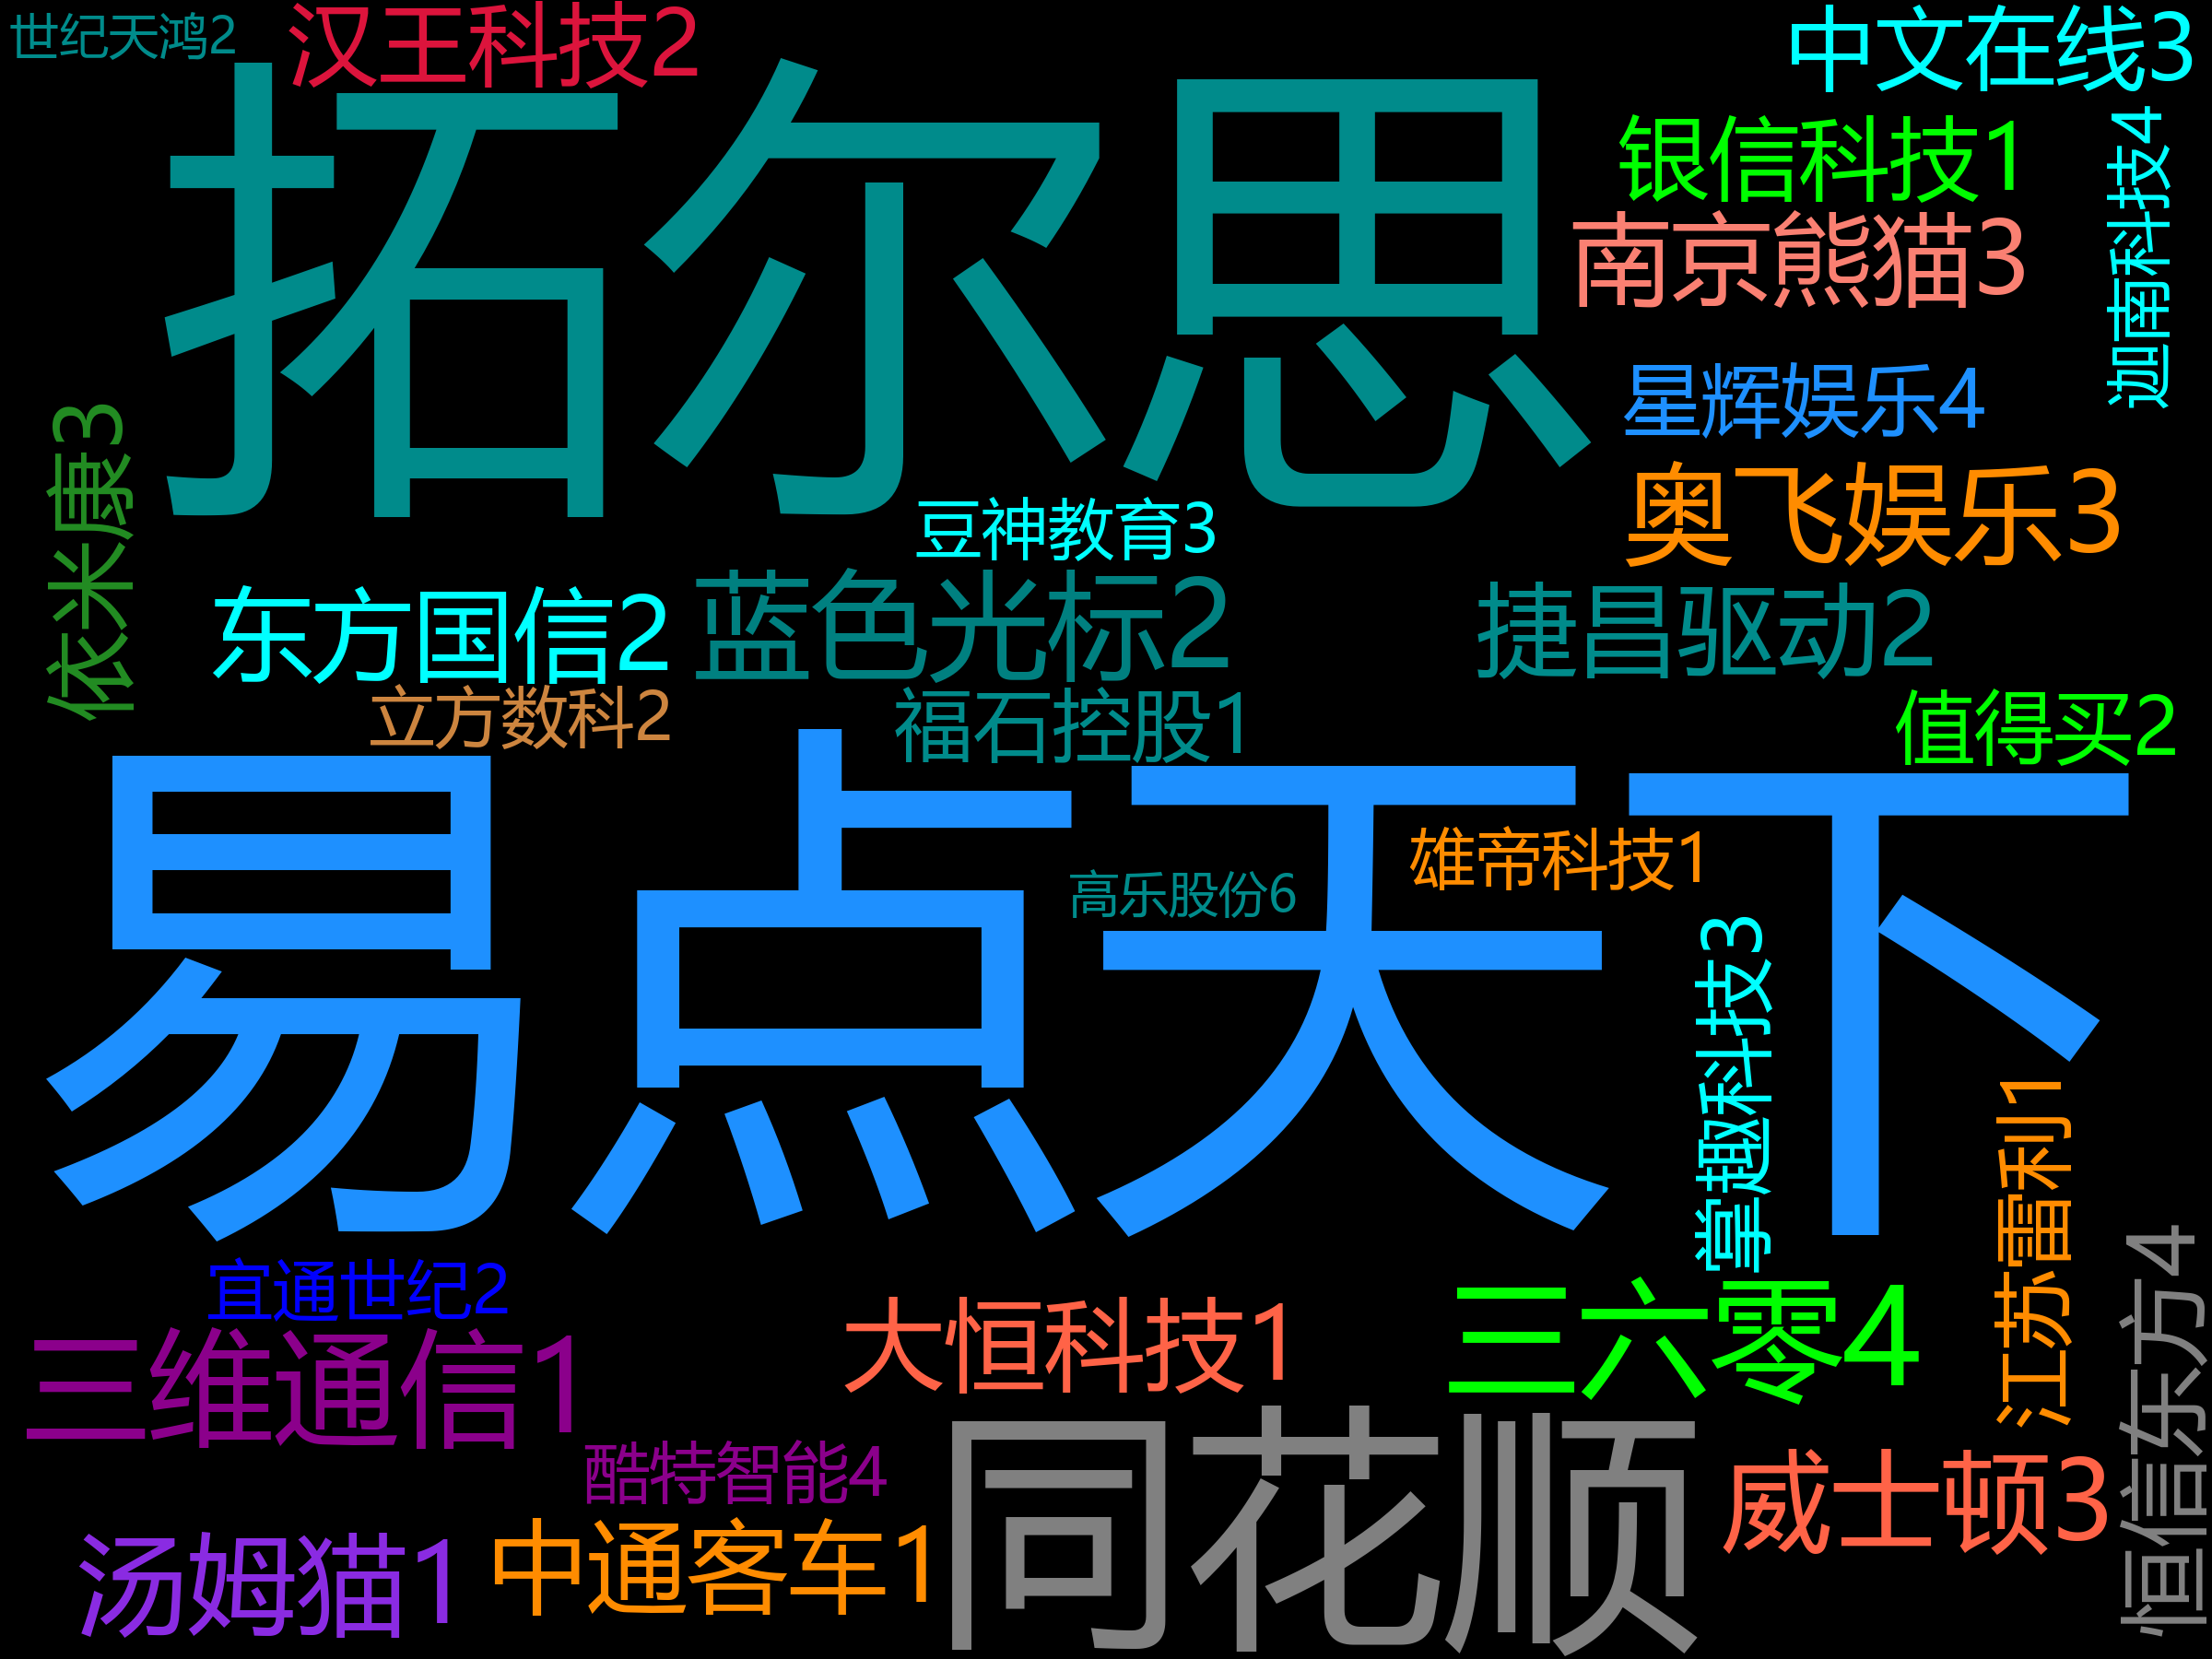 世纪天鸿2
汉王科技2
中文在线3
拓尔思
银信科技1
迦南科技4
南京熊猫3
星辉娱乐4
依米康3
奥飞娱乐3
豆神教育3
东方国信2
蓝色光标2
捷昌驱动2
立方数科2
福石控股1
值得买2
易点天下
维帝科技1
高乐股份6
掌趣科技3
江苏雷利1
恒信东方4
宜通世纪2
三维通信1
大恒科技1
三六零4
同花顺
酷特智能4
威士顿3
汤姆猫1
中通客车1